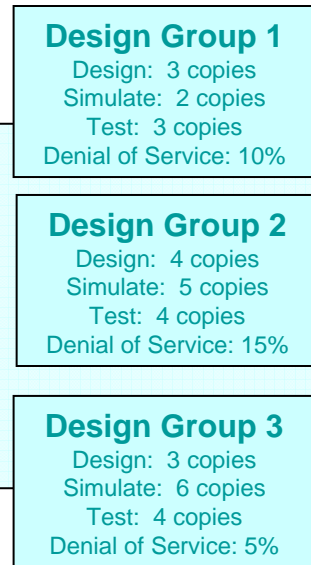 Design Group 1
Design: 3 copies
Simulate: 2 copies
Test: 3 copies
Denial of Service: 10%
Design Group 2
Design: 4 copies
Simulate: 5 copies
Test: 4 copies
Denial of Service: 15%
Design Group 3
Design: 3 copies
Simulate: 6 copies
Test: 4 copies
Denial of Service: 5%